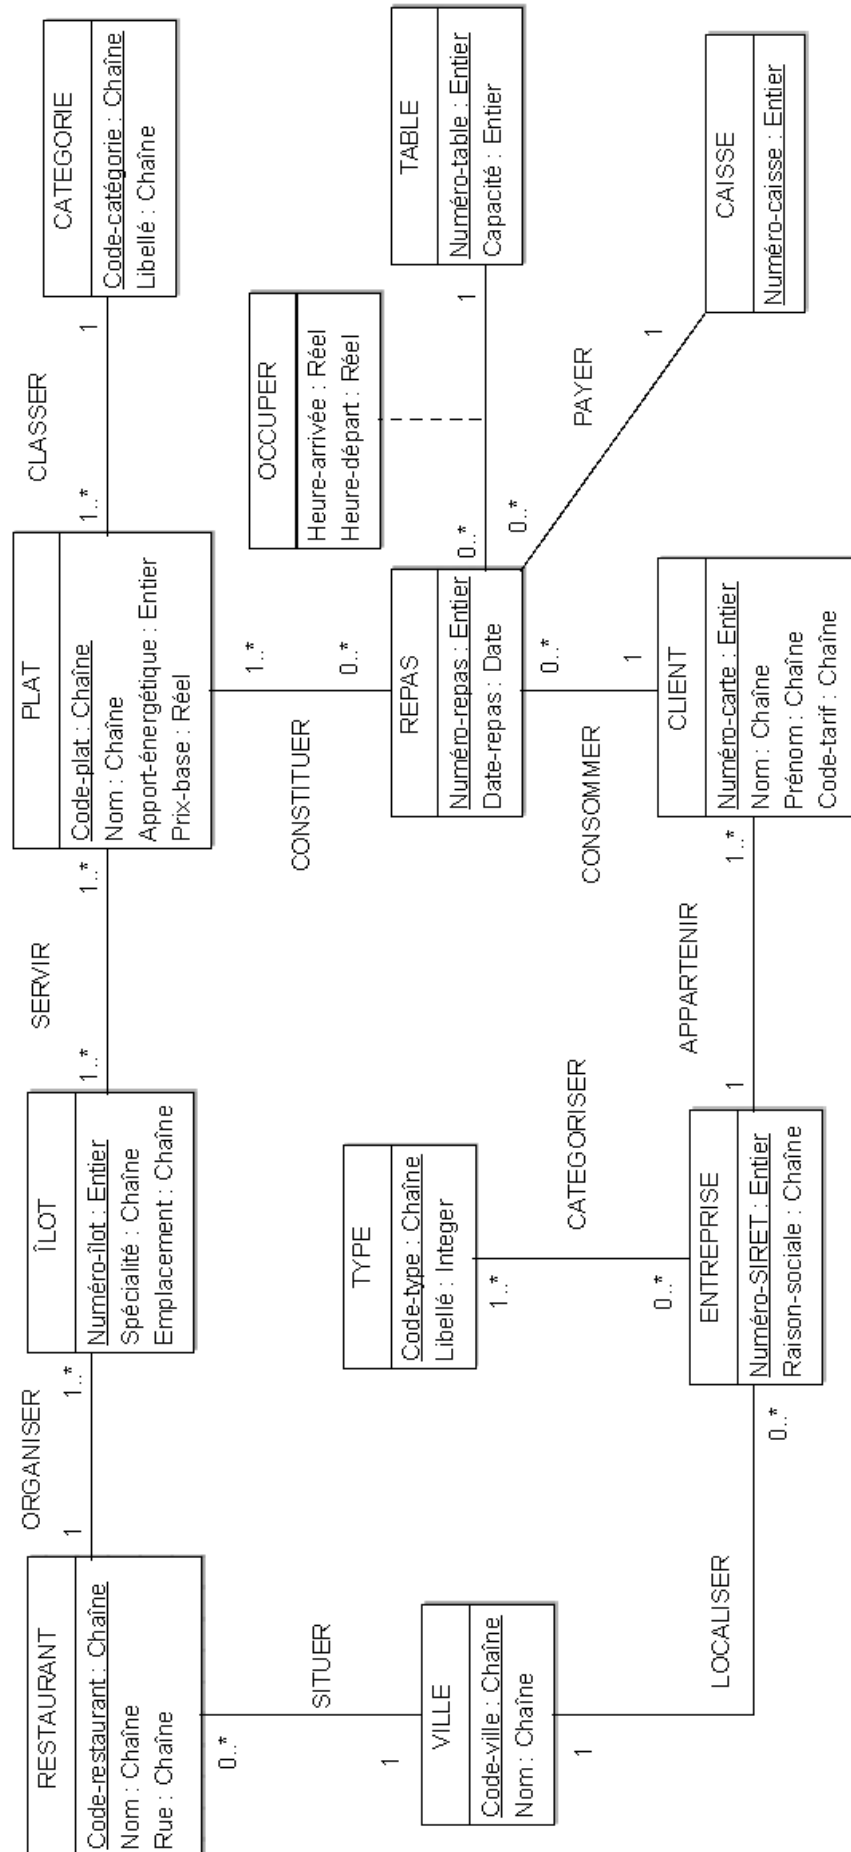 RESTAURANT
Code-restaurant : Chaîne
Nom : Chaîne
Rue : Chaîne
1
ORGANISER
1..*
ÎLOT
Numéro-îlot : Entier
Spécialité : Chaîne
Emplacement : Chaîne
1..*
SERVIR
1..*
PLAT
Code-plat : Chaîne
Nom : Chaîne
Apport-énergétique : Entier
Prix-base : Réel
1..*
CLASSER
1
CATEGORIE
Code-catégorie : Chaîne
Libellé : Chaîne
0..*
SITUER
1
1..*
CONSTITUER
0..*
OCCUPER
Heure-arrivée : Réel
Heure-départ : Réel
VILLE
Code-ville : Chaîne
Nom : Chaîne
1
TYPE
Code-type : Chaîne
Libellé : Integer
1..*
CATEGORISER
0..*
REPAS
Numéro-repas : Entier
Date-repas : Date
0..*
1
TABLE
Numéro-table : Entier
Capacité : Entier
0..*
PAYER
1
0..*
CONSOMMER
1
LOCALISER
0..*
ENTREPRISE
Numéro-SIRET : Entier
Raison-sociale : Chaîne
1
APPARTENIR
1..*
CLIENT
Numéro-carte : Entier
Nom : Chaîne
Prénom : Chaîne
Code-tarif : Chaîne
CAISSE
Numéro-caisse : Entier